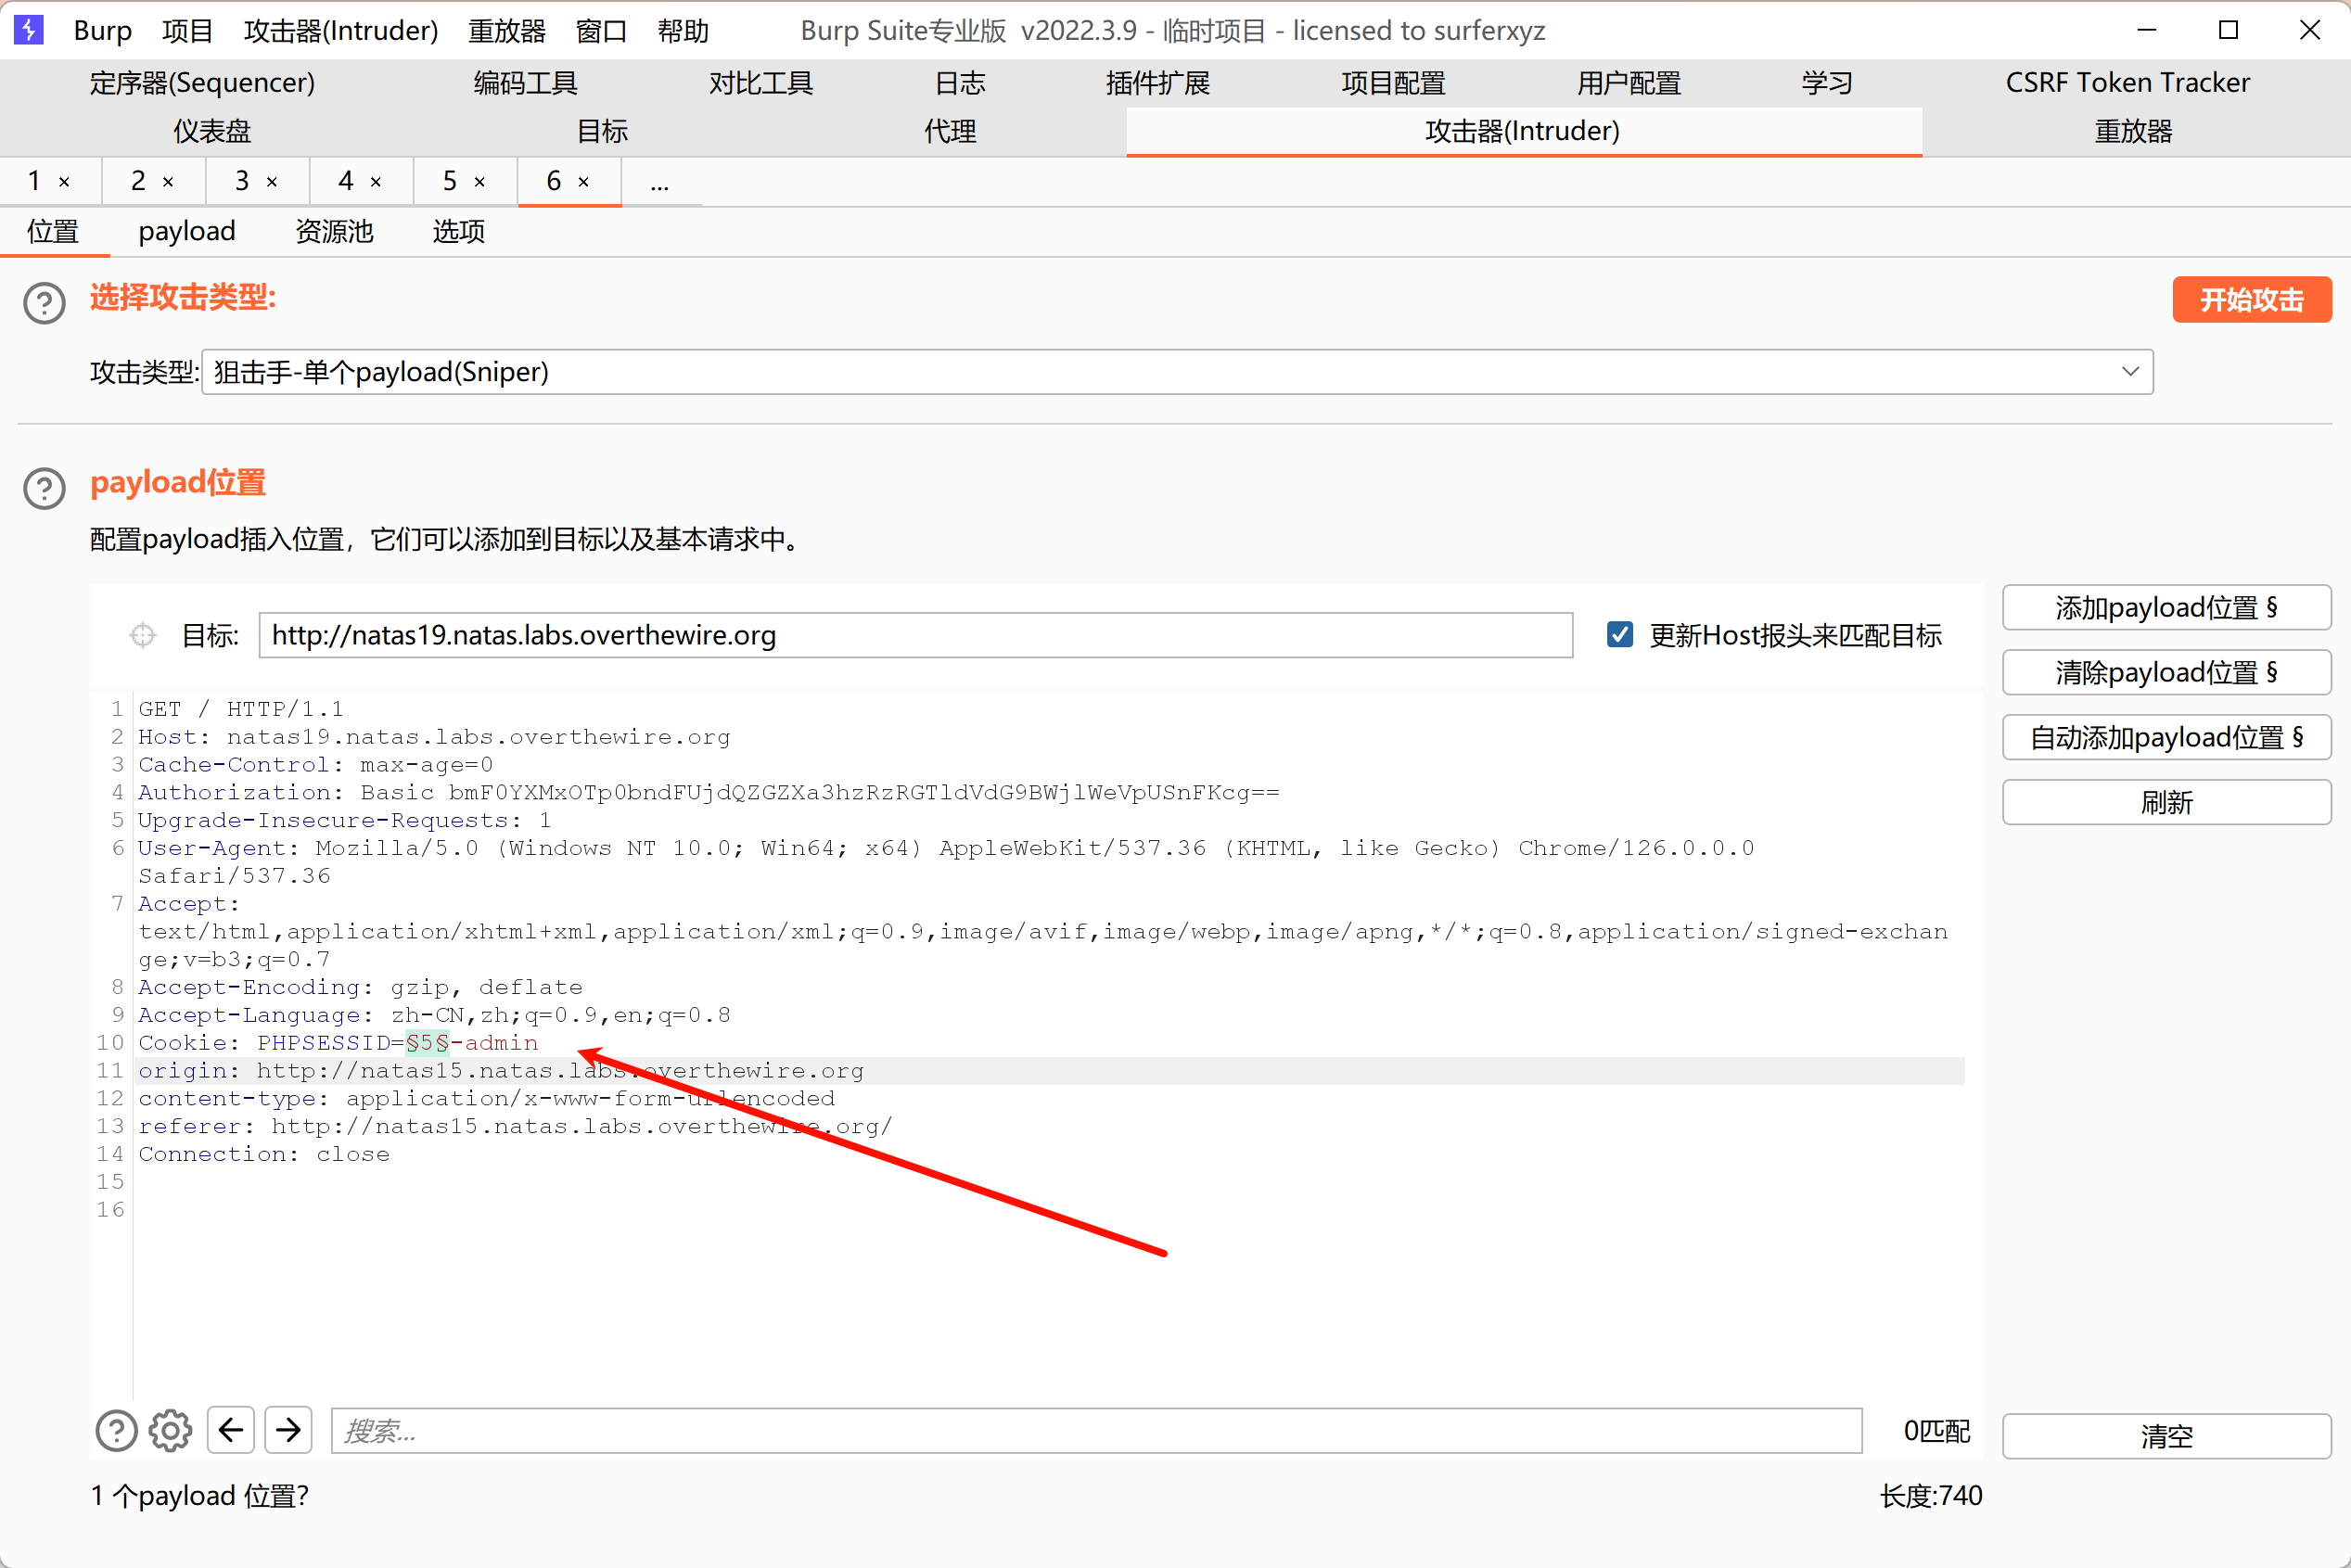 Burp 项目 攻击器(Intruder) 重放器 窗口 帮助 Burp Suite专业版 v2022.3.9 - 临时项目 - licensed to surferxyz
定序器(Sequencer) 编码工具 对比工具 日志 插件扩展 项目配置 用户配置 学习 CSRF Token Tracker
仪表盘 目标 代理 攻击器(Intruder) 重放器
1 × 2 × 3 × 4 × 5 × 6 × ...
位置 payload 资源池 选项
选择攻击类型:
开始攻击
攻击类型: 狙击手-单个payload(Sniper)
payload位置
配置payload插入位置，它们可以添加到目标以及基本请求中。
目标: http://natas19.natas.labs.overthewire.org 更新Host报头来匹配目标
添加payload位置 §
清除payload位置 §
自动添加payload位置 §
刷新
1 GET / HTTP/1.1
2 Host: natas19.natas.labs.overthewire.org
3 Cache-Control: max-age=0
4 Authorization: Basic bmF0YXMxOTp0bndFUjdQZGZXa3hzRzRGTldVdG9BWjlWeVpUSnFKcg==
5 Upgrade-Insecure-Requests: 1
6 User-Agent: Mozilla/5.0 (Windows NT 10.0; Win64; x64) AppleWebKit/537.36 (KHTML, like Gecko) Chrome/126.0.0.0
Safari/537.36
7 Accept:
text/html,application/xhtml+xml,application/xml;q=0.9,image/avif,image/webp,image/apng,*/*;q=0.8,application/signed-exchan
ge;v=b3;q=0.7
8 Accept-Encoding: gzip, deflate
9 Accept-Language: zh-CN,zh;q=0.9,en;q=0.8
10 Cookie: PHPSESSID=§5§-admin
11 origin: http://natas15.natas.labs.overthewire.org
12 content-type: application/x-www-form-urlencoded
13 referer: http://natas15.natas.labs.overthewire.org/
14 Connection: close
15
16
搜索...
0匹配
清空
1 个payload 位置?
长度:740